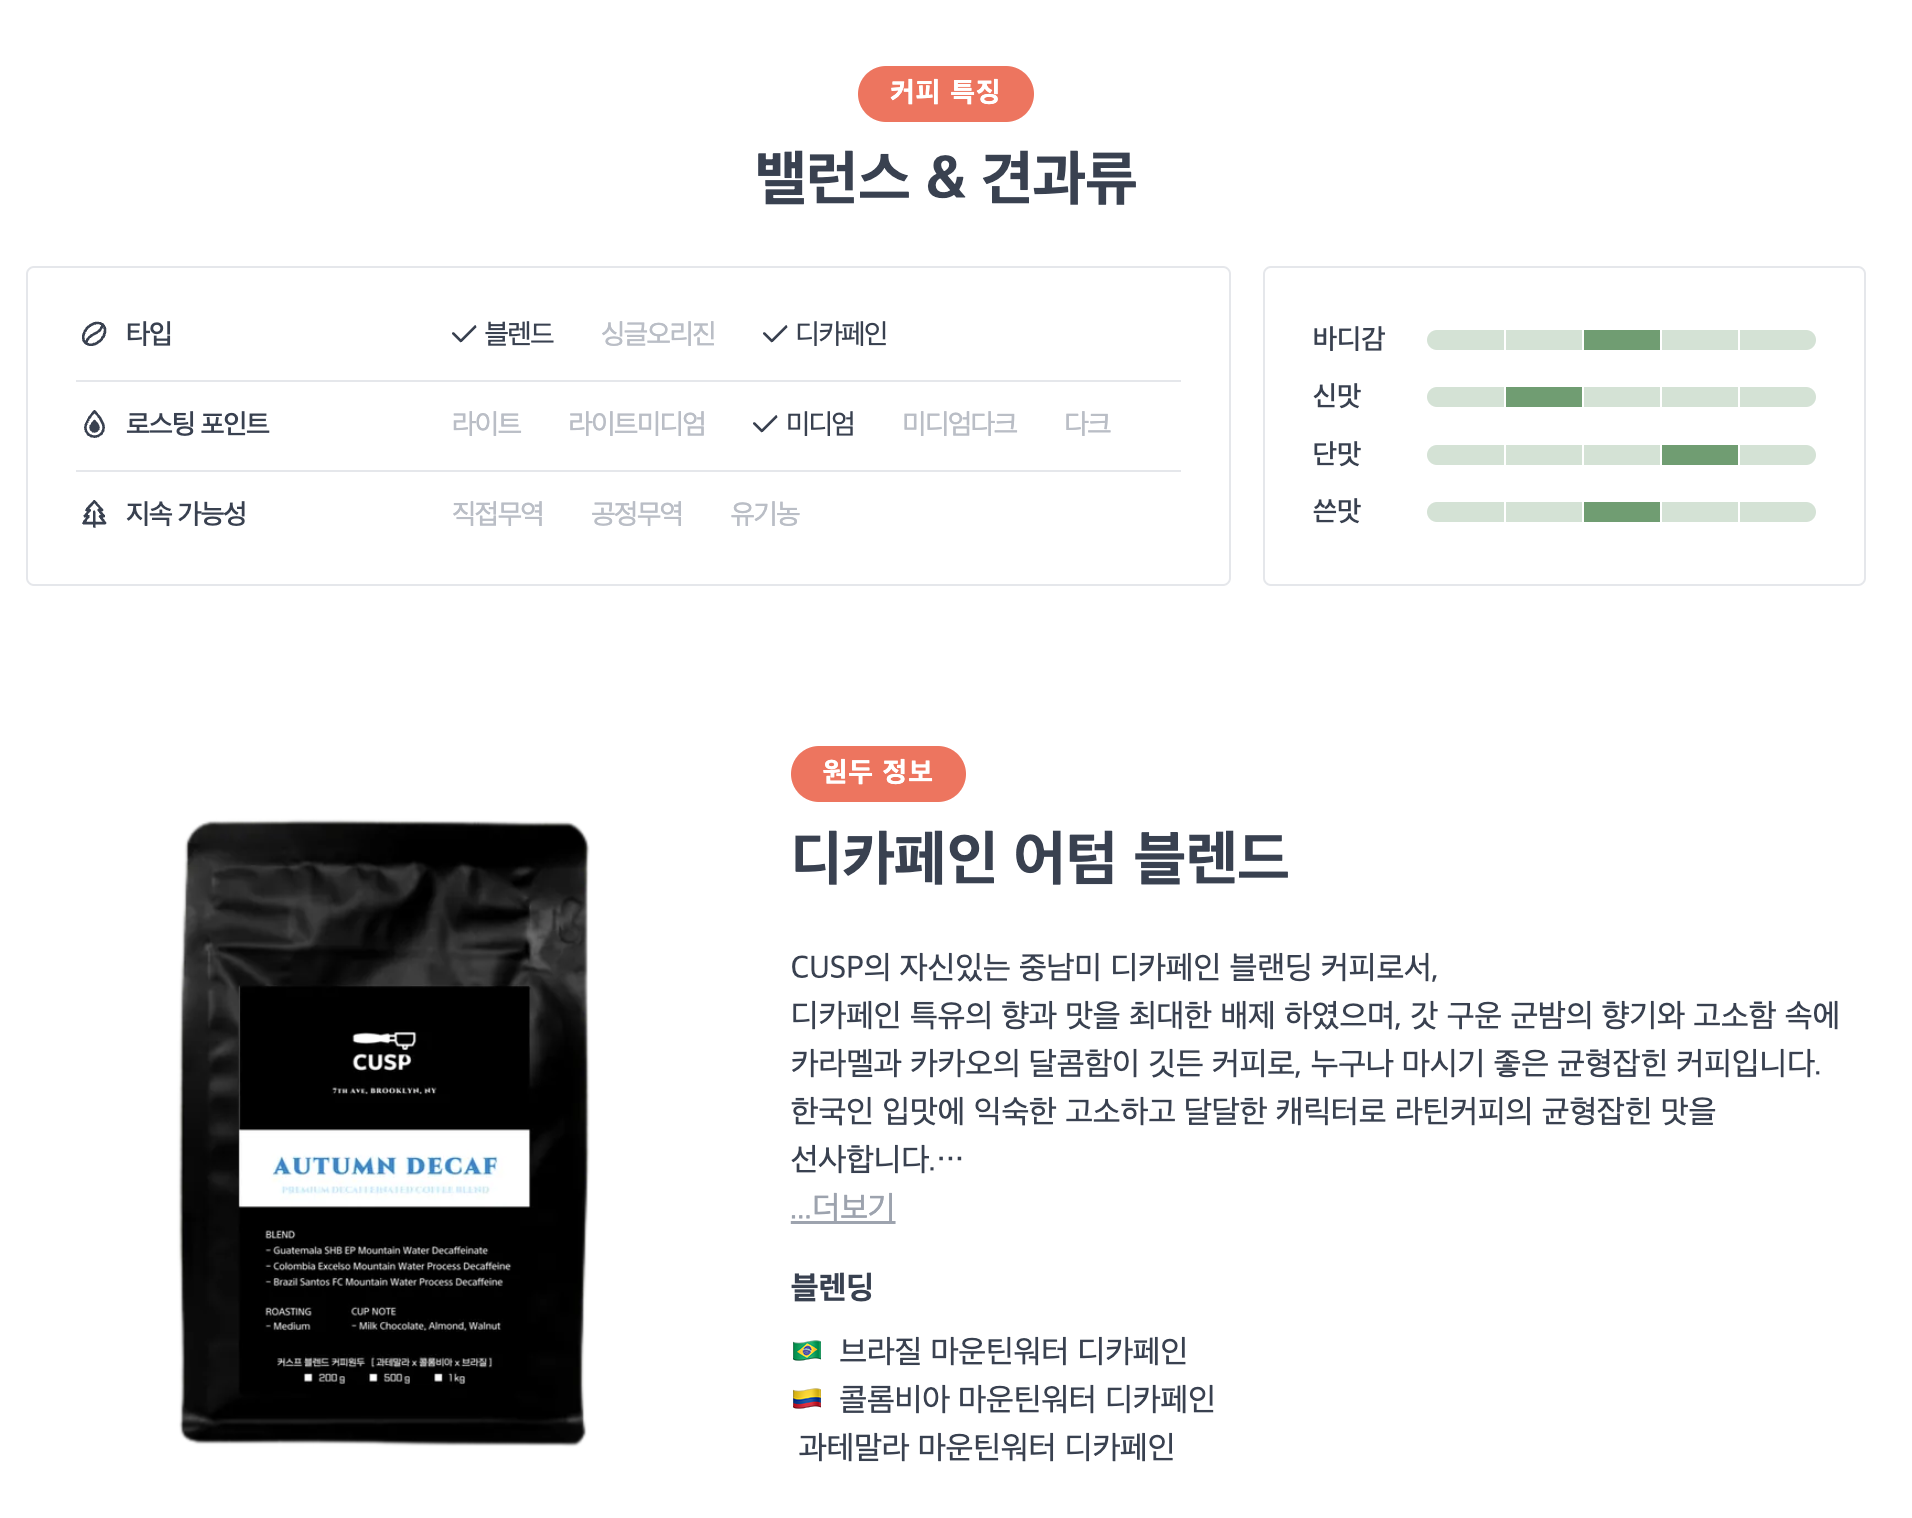 커피 특징
밸런스 & 견과류
타입
블렌드 싱글오리진 디카페인
로스팅 포인트
라이트 라이트미디엄 미디엄 미디엄다크 다크
지속 가능성
직접무역 공정무역 유기농
바디감
신맛
단맛
쓴맛
CUSP
7TH AVE, BROOKLYN, NY
AUTUMN DECAF
PREMIUM DECAFFEINATED COFFEE BLEND
BLEND
- Guatemala SHB EP Mountain Water Decaffeinate
- Colombia Excelso Mountain Water Process Decaffeine
- Brazil Santos FC Mountain Water Process Decaffeine
ROASTING CUP NOTE
- Medium - Milk Chocolate, Almond, Walnut
커스프 블렌드 커피원두 [ 과테말라 x 콜롬비아 x 브라질 ]
200 g 500 g 1 kg
원두 정보
디카페인 어텀 블렌드
CUSP의 자신있는 중남미 디카페인 블랜딩 커피로서,
디카페인 특유의 향과 맛을 최대한 배제 하였으며, 갓 구운 군밤의 향기와 고소함 속에
카라멜과 카카오의 달콤함이 깃든 커피로, 누구나 마시기 좋은 균형잡힌 커피입니다.
한국인 입맛에 익숙한 고소하고 달달한 캐릭터로 라틴커피의 균형잡힌 맛을
선사합니다.…
...더보기
블렌딩
브라질 마운틴워터 디카페인
콜롬비아 마운틴워터 디카페인
과테말라 마운틴워터 디카페인